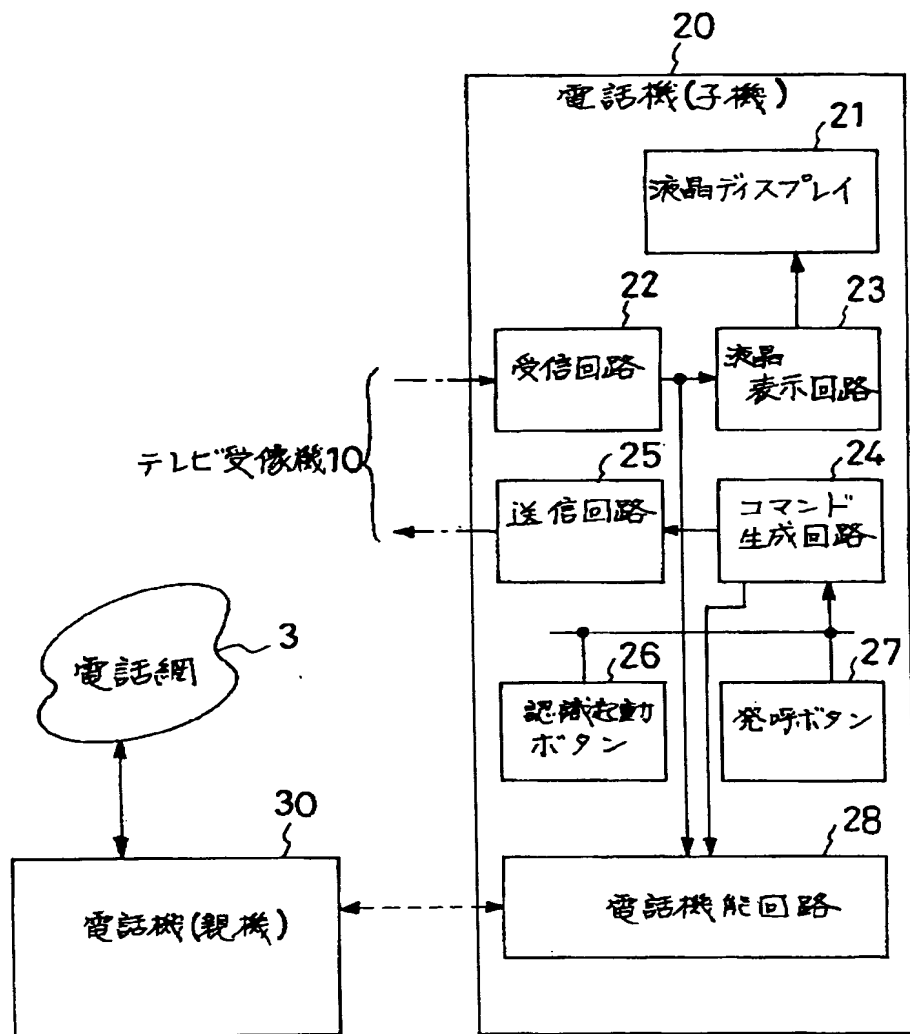 20
電話機(子機)
21
液晶ディスプレイ
22
受信回路
23
液晶
表示回路
テレビ受像機10
25
送信回路
24
コマンド
生成回路
3
電話網
26
認識起動
ボタン
27
発呼ボタン
30
電話機(親機)
28
電話機能回路